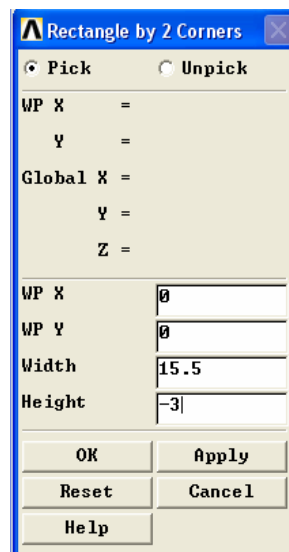 Rectangle by 2 Corners
Pick Unpick
WP X =
Y =
Global X =
Y =
Z =
WP X 0
WP Y 0
Width 15.5
Height -3
OK Apply
Reset Cancel
Help